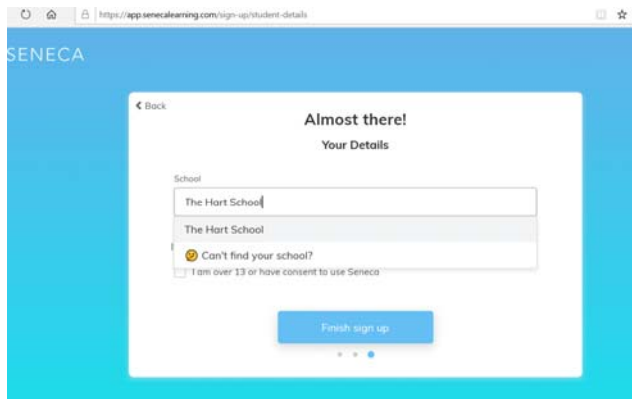 https://app.senecalearning.com/sign-up/student-details
SENECA
Back
Almost there!
Your Details
School
The Hart School
The Hart School
Can't find your school?
I am over 13 or have consent to use Seneca
Finish sign up